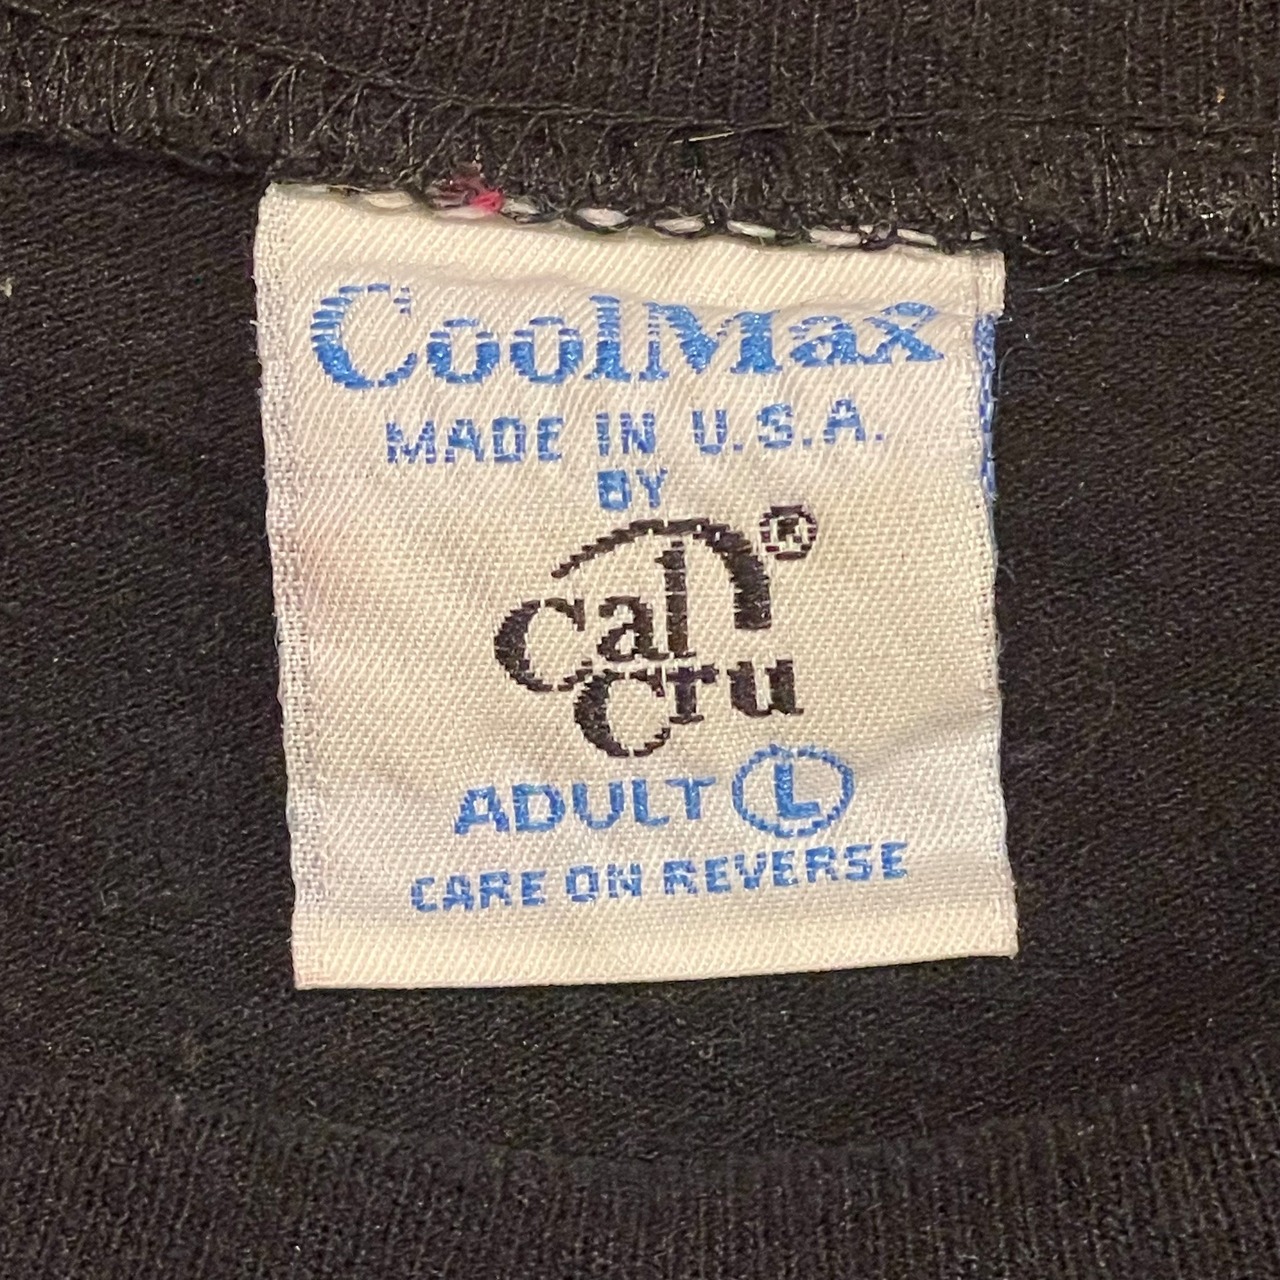 CoolMax
MADE IN U.S.A.
BY
Cal ®
Cru
ADULT L
CARE ON REVERSE